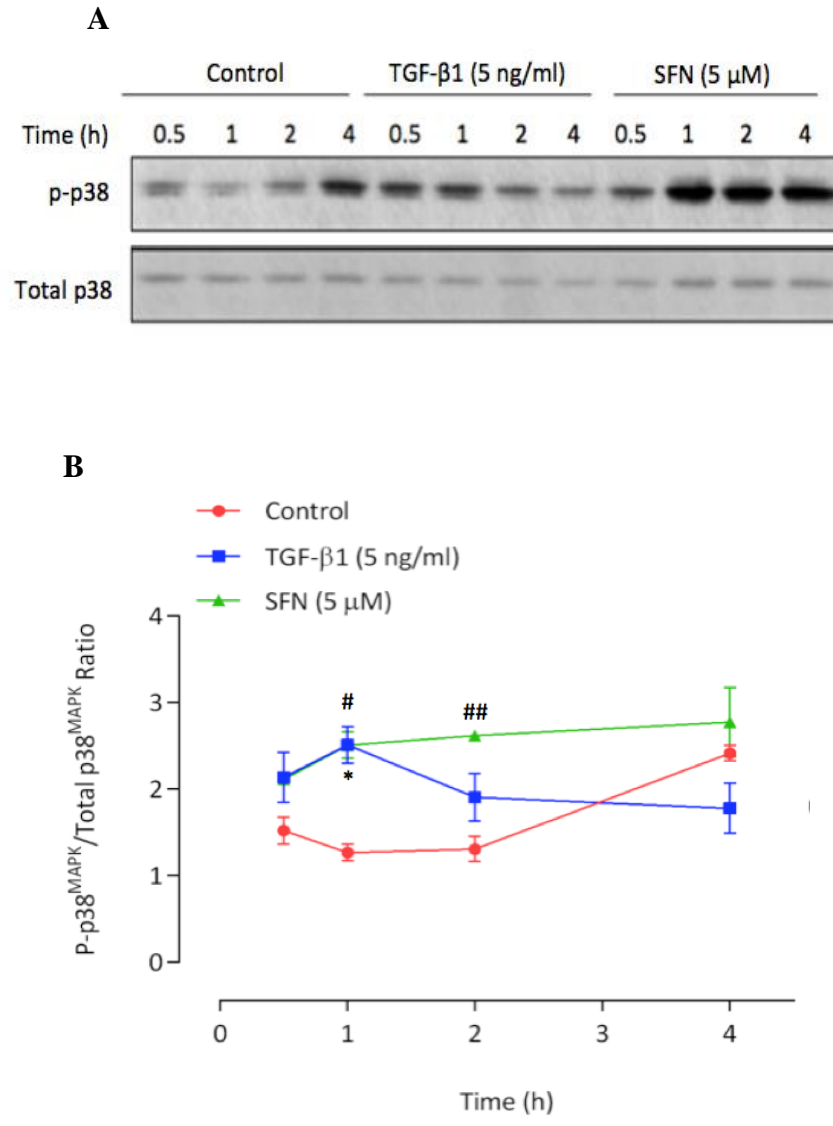 A
Control TGF-β1 (5 ng/ml) SFN (5 μM)
Time (h) 0.5 1 2 4 0.5 1 2 4 0.5 1 2 4
p-p38
Total p38
B
Control
TGF-β1 (5 ng/ml)
SFN (5 μM)
P-p38MAPK/Total p38MAPK Ratio
4
3
2
1
0
#
##
*
0 1 2 3 4
Time (h)